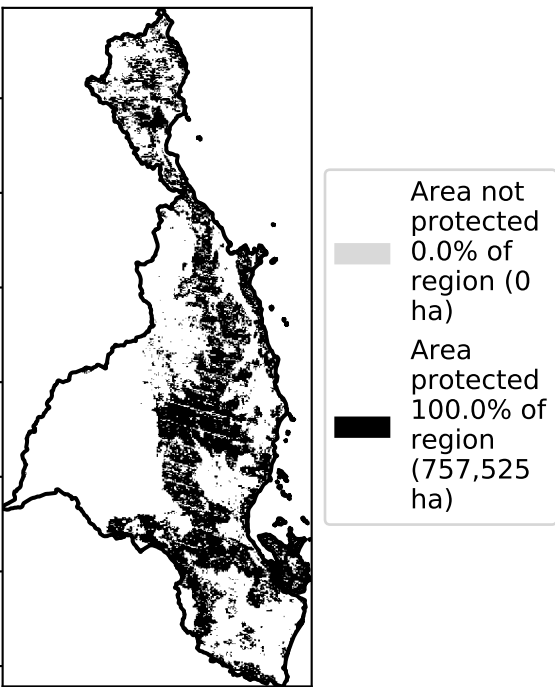 Area not
protected
0.0% of
region (0
ha)
Area
protected
100.0% of
region
(757,525
ha)